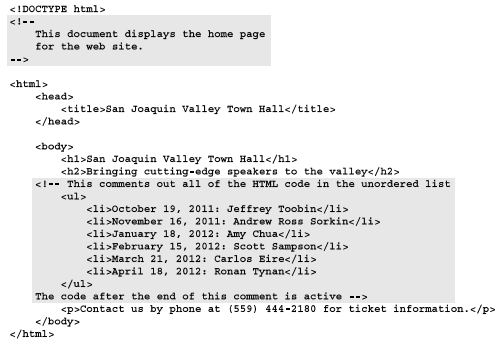 <!DOCTYPE html>
<!--
    This document displays the home page
    for the web site.
-->
<html>
    <head>
        <title>San Joaquin Valley Town Hall</title>
    </head>
    <body>
        <h1>San Joaquin Valley Town Hall</h1>
        <h2>Bringing cutting-edge speakers to the valley</h2>
    <!-- This comments out all of the HTML code in the unordered list
        <ul>
            <li>October 19, 2011: Jeffrey Toobin</li>
            <li>November 16, 2011: Andrew Ross Sorkin</li>
            <li>January 18, 2012: Amy Chua</li>
            <li>February 15, 2012: Scott Sampson</li>
            <li>March 21, 2012: Carlos Eire</li>
            <li>April 18, 2012: Ronan Tynan</li>
        </ul>
    The code after the end of this comment is active -->
        <p>Contact us by phone at (559) 444-2180 for ticket information.</p>
    </body>
</html>